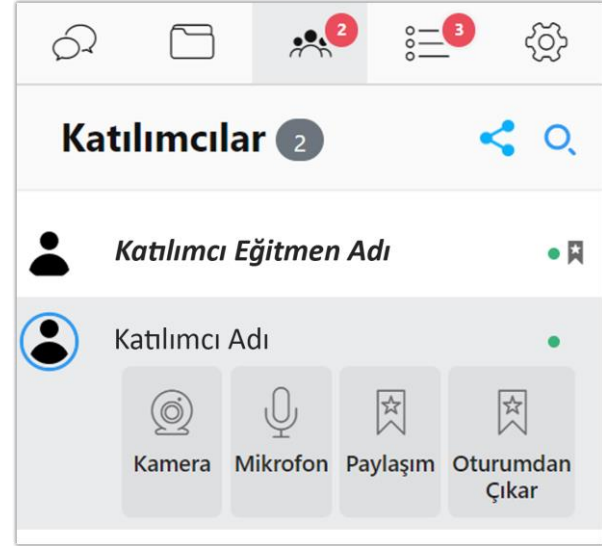 2
3
Katılımcılar 2
Katılımcı Eğitmen Adı
Katılımcı Adı
Kamera
Mikrofon
Paylaşım
Oturumdan
Çıkar